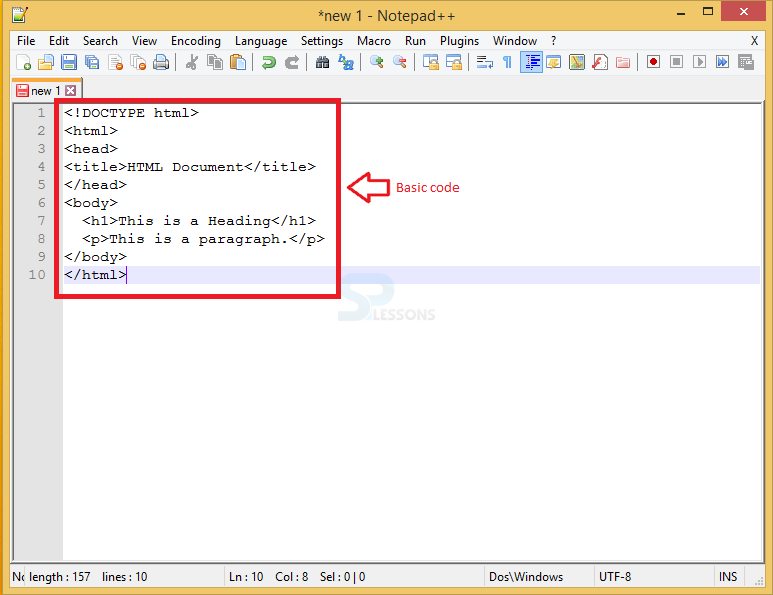 *new 1 - Notepad++
File Edit Search View Encoding Language Settings Macro Run Plugins Window ? X
new 1
1 <!DOCTYPE html>
2 <html>
3 <head>
4 <title>HTML Document</title>
5 </head>
6 <body>
7   <h1>This is a Heading</h1>
8   <p>This is a paragraph.</p>
9 </body>
10 </html>
Basic code
SP LESSONS
length : 157 lines : 10 Ln : 10 Col : 8 Sel : 0 | 0 Dos\Windows UTF-8 INS